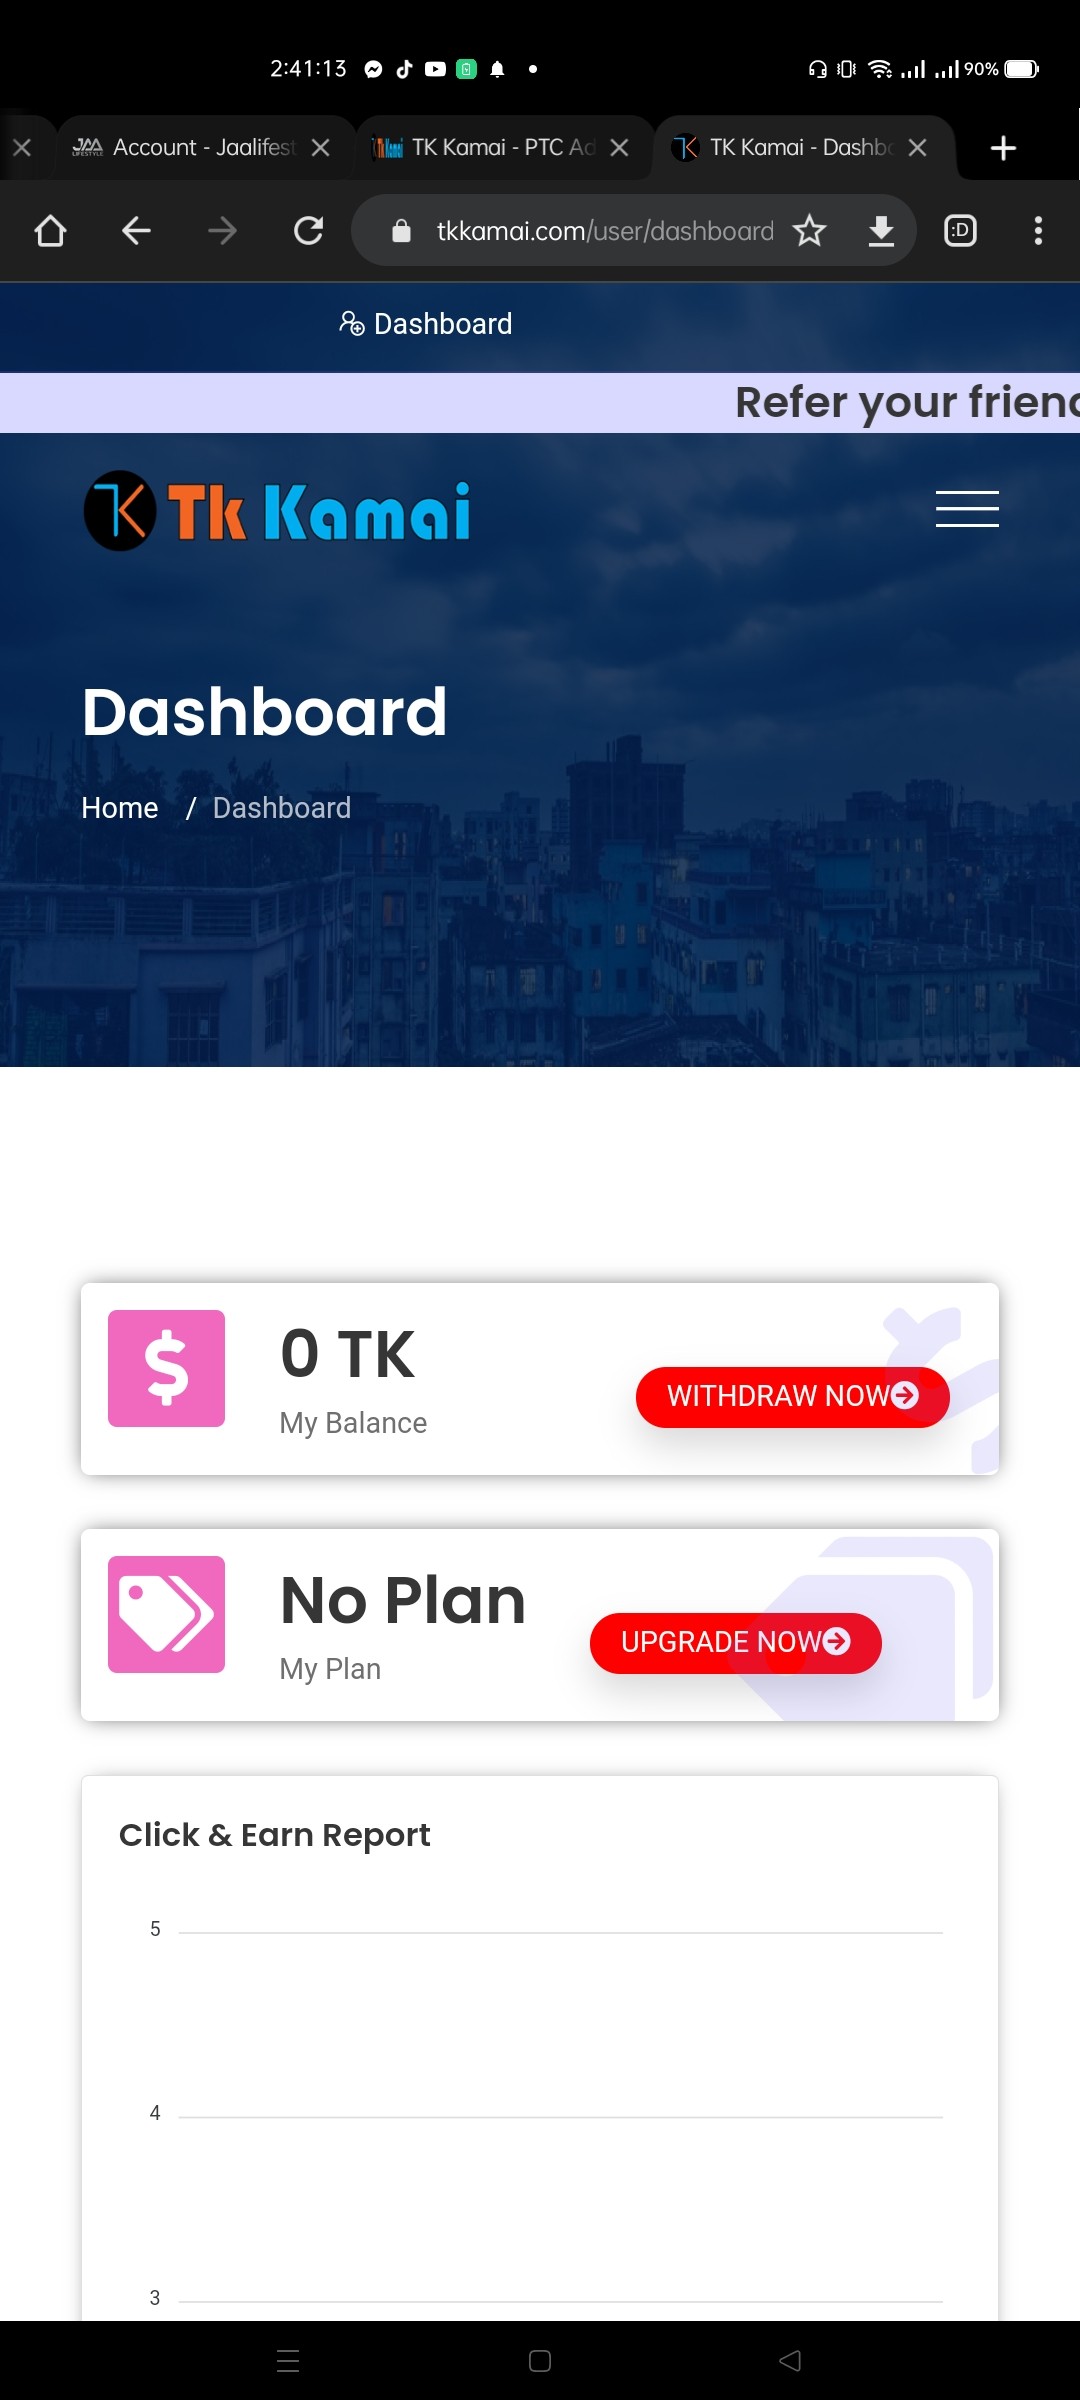 2:41:13
90%
Account - Jaalifest
TK Kamai - PTC Ad
TK Kamai - Dashbo
tkkamai.com/user/dashboard
:D
Dashboard
Refer your friend
TK Tk Kamai
Dashboard
Home / Dashboard
0 TK
My Balance
WITHDRAW NOW
No Plan
My Plan
UPGRADE NOW
Click & Earn Report
5
4
3